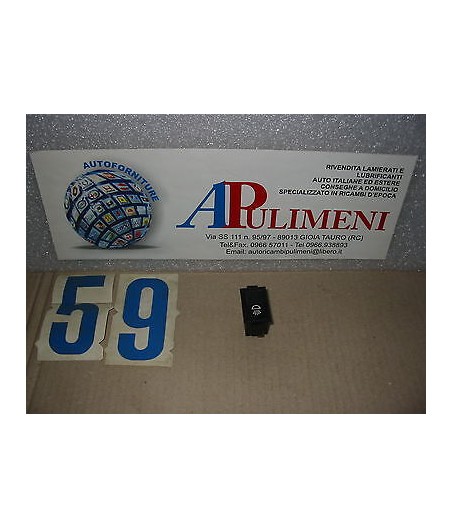 AUTOFORNITURE
RIVENDITA LAMIERATI E
LUBRIFICANTI
AUTO ITALIANE ED ESTERE
CONSEGNE A DOMICILIO
SPECIALIZZATO IN RICAMBI D'EPOCA
APULIMENI
Via SS 111 n. 95/97 - 89013 GIOIA TAURO (RC)
Tel&Fax. 0966 57011 - Tel 0966.938893
Email: autoricambipulimeni@libero.it
59